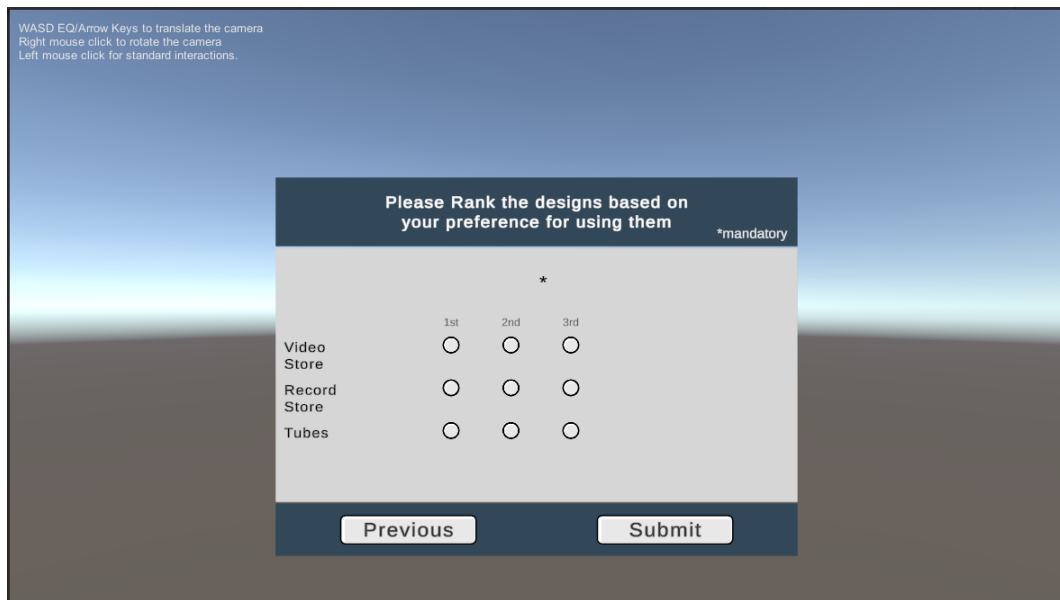 WASD EQ/Arrow Keys to translate the camera
Right mouse click to rotate the camera
Left mouse click for standard interactions.
Please Rank the designs based on
your preference for using them
*mandatory
*
1st 2nd 3rd
Video
Store
Record
Store
Tubes
Previous Submit